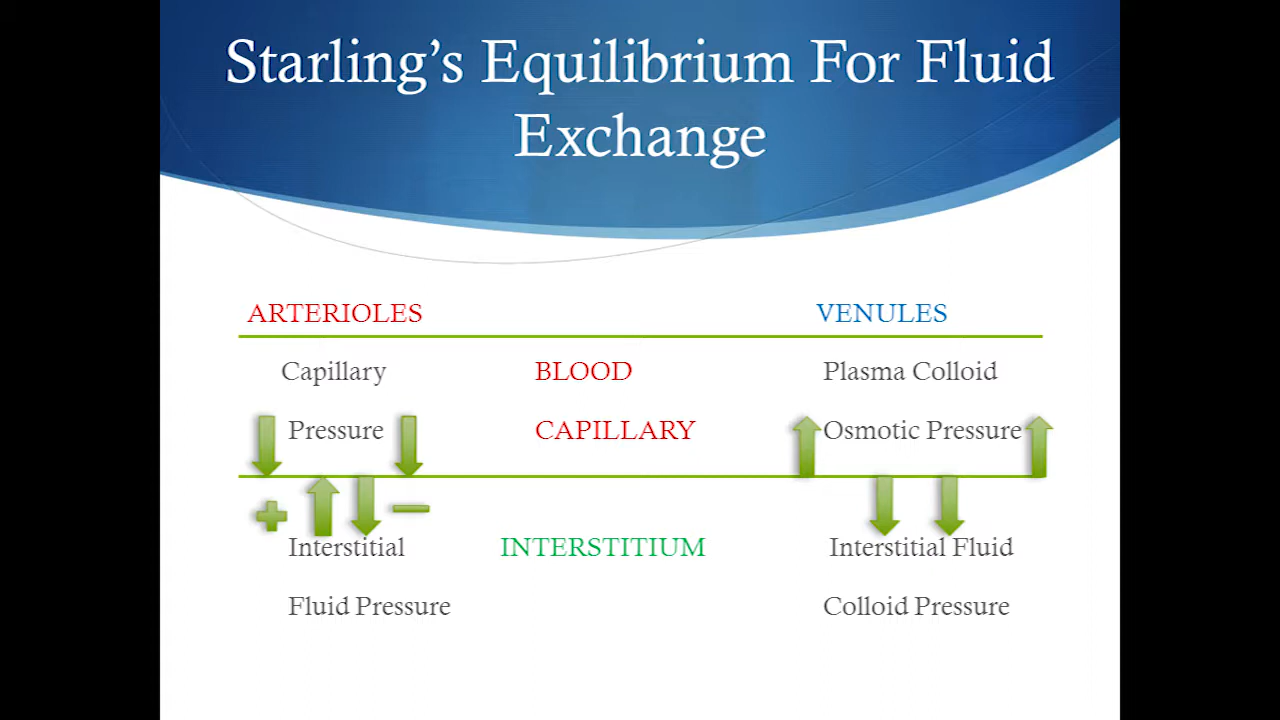 Starling’s Equilibrium For Fluid
Exchange
ARTERIOLES VENULES
Capillary BLOOD Plasma Colloid
Pressure CAPILLARY Osmotic Pressure
+ –
Interstitial INTERSTITIUM Interstitial Fluid
Fluid Pressure Colloid Pressure